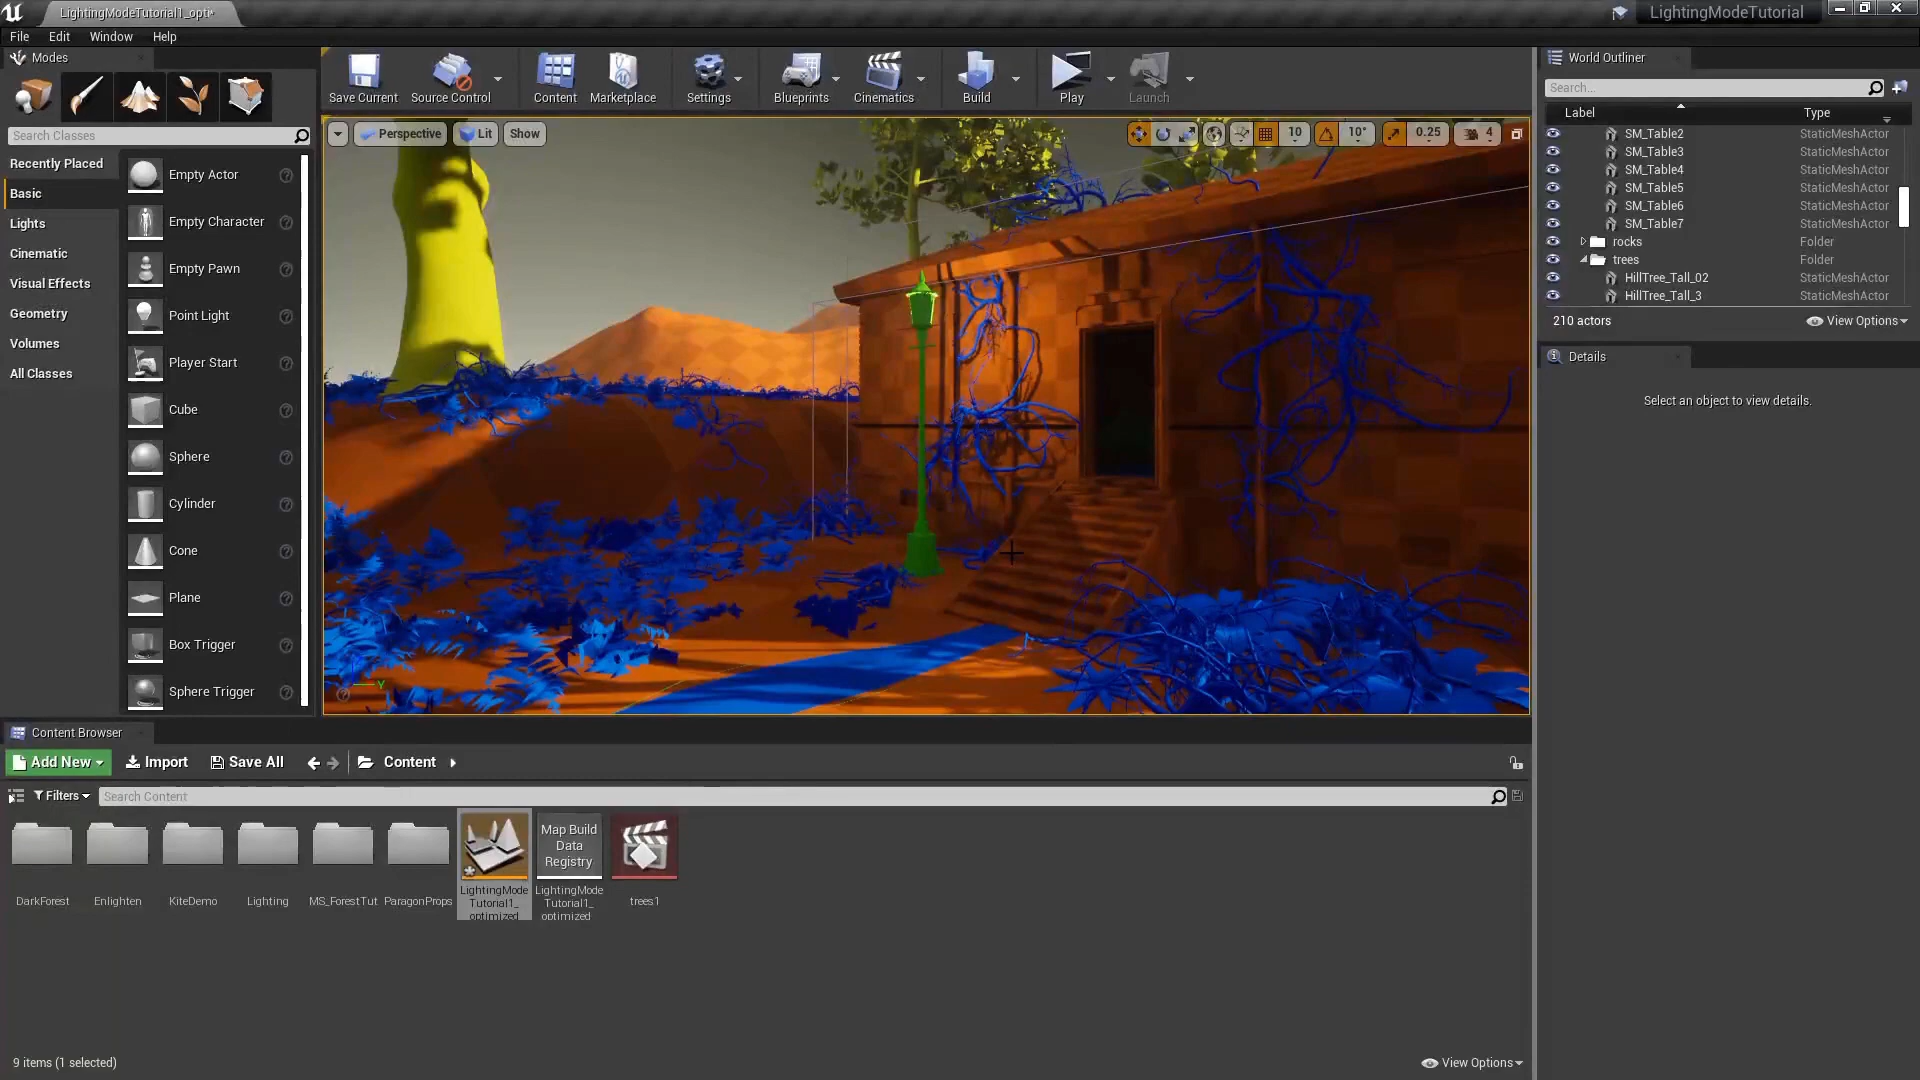 LightingModeTutorial1_opti*
LightingModeTutorial
File Edit Window Help
Modes
Search Classes
Recently Placed
Basic
Lights
Cinematic
Visual Effects
Geometry
Volumes
All Classes
Empty Actor
Empty Character
Empty Pawn
Point Light
Player Start
Cube
Sphere
Cylinder
Cone
Plane
Box Trigger
Sphere Trigger
Save Current Source Control Content Marketplace Settings Blueprints Cinematics Build Play Launch
Perspective Lit Show
10 10° 0.25 4
Y
World Outliner
Search...
Label Type
SM_Table2 StaticMeshActor
SM_Table3 StaticMeshActor
SM_Table4 StaticMeshActor
SM_Table5 StaticMeshActor
SM_Table6 StaticMeshActor
SM_Table7 StaticMeshActor
rocks Folder
trees Folder
HillTree_Tall_02 StaticMeshActor
HillTree_Tall_3 StaticMeshActor
210 actors View Options
Details
Select an object to view details.
Content Browser
Add New Import Save All Content
Filters Search Content
DarkForest
Enlighten
KiteDemo
Lighting
MS_ForestTut
ParagonProps
LightingMode
Tutorial1_
optimized
Map Build
Data
Registry
LightingMode
Tutorial1_
optimized
trees1
9 items (1 selected) View Options